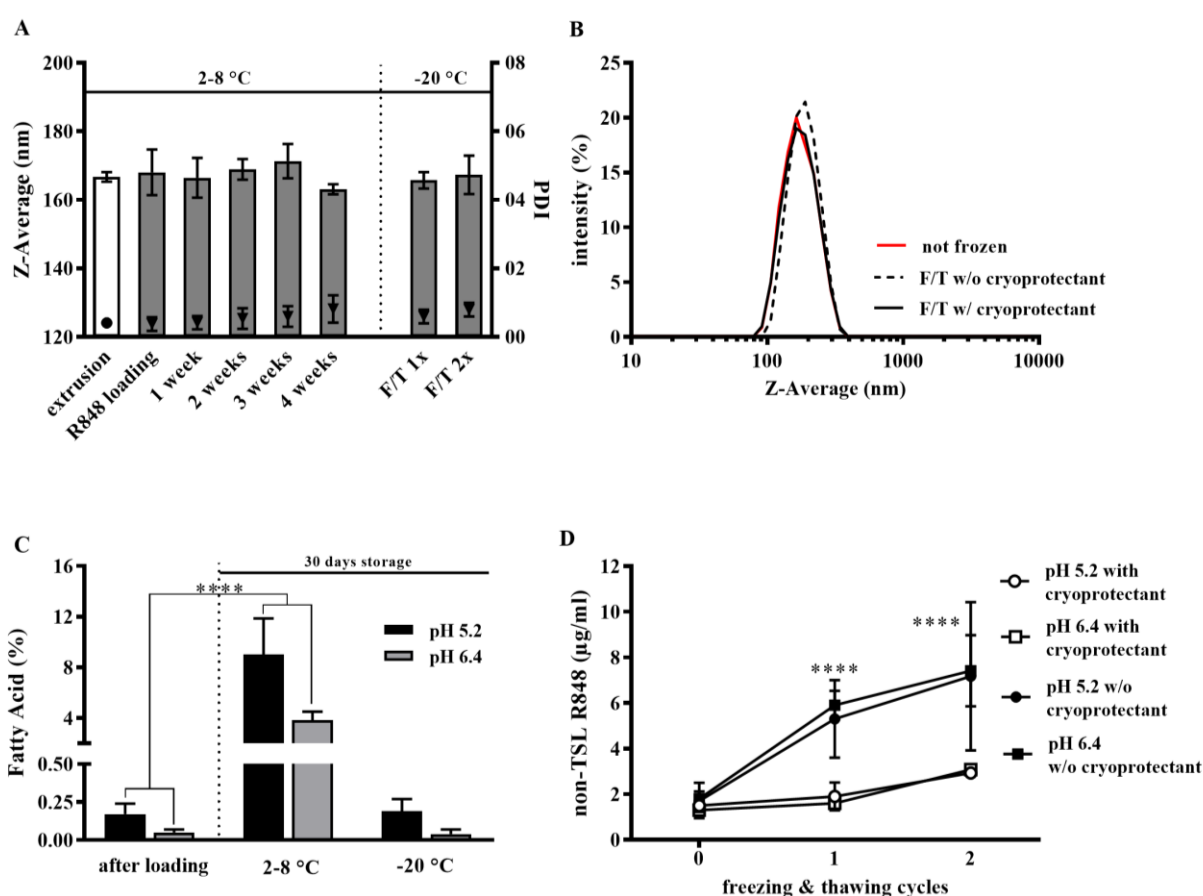 A
200
180
160
140
120
Z-Average (nm)
2-8 °C
-20 °C
08
06
04
02
00
PDI
extrusion
R848 loading
1 week
2 weeks
3 weeks
4 weeks
F/T 1x
F/T 2x
B
25
20
15
10
5
0
intensity (%)
not frozen
F/T w/o cryoprotectant
F/T w/ cryoprotectant
10
100
1000
10000
Z-Average (nm)
C
16
12
8
4
0.50
0.25
0.00
Fatty Acid (%)
30 days storage
****
pH 5.2
pH 6.4
after loading
2-8 °C
-20 °C
D
12
10
8
6
4
2
0
non-TSL R848 (µg/ml)
****
****
pH 5.2 with
cryoprotectant
pH 6.4 with
cryoprotectant
pH 5.2 w/o
cryoprotectant
pH 6.4
w/o cryoprotectant
0
1
2
freezing & thawing cycles